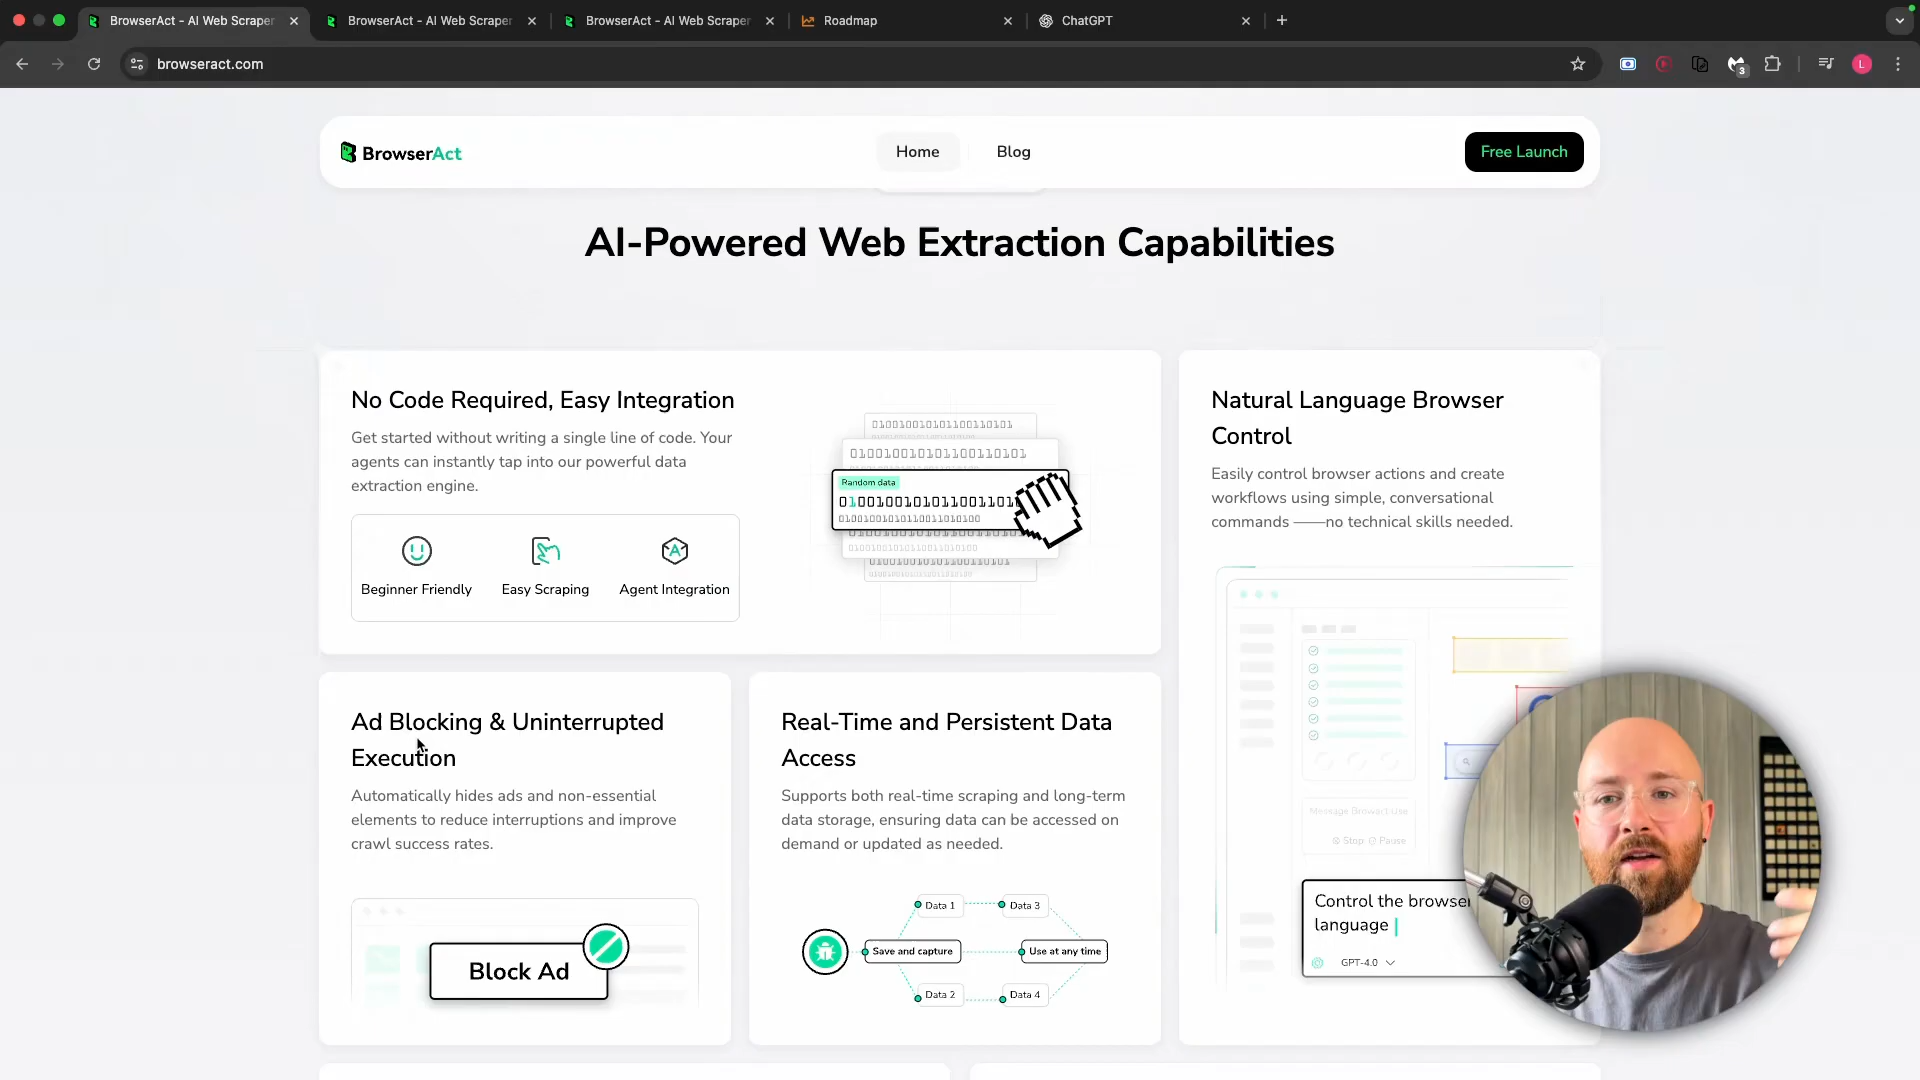 BrowserAct - AI Web Scraper
BrowserAct - AI Web Scraper
BrowserAct - AI Web Scraper
Roadmap
ChatGPT
browseract.com
3
L
BrowserAct
Home
Blog
Free Launch
AI-Powered Web Extraction Capabilities
No Code Required, Easy Integration
Get started without writing a single line of code. Your
agents can instantly tap into our powerful data
extraction engine.
Beginner Friendly
Easy Scraping
Agent Integration
Random data
Natural Language Browser
Control
Easily control browser actions and create
workflows using simple, conversational
commands ——no technical skills needed.
Stop
Pause
Control the browser
language
GPT-4.0
Ad Blocking & Uninterrupted
Execution
Automatically hides ads and non-essential
elements to reduce interruptions and improve
crawl success rates.
Block Ad
Real-Time and Persistent Data
Access
Supports both real-time scraping and long-term
data storage, ensuring data can be accessed on
demand or updated as needed.
Data 1
Data 3
Save and capture
Use at any time
Data 2
Data 4